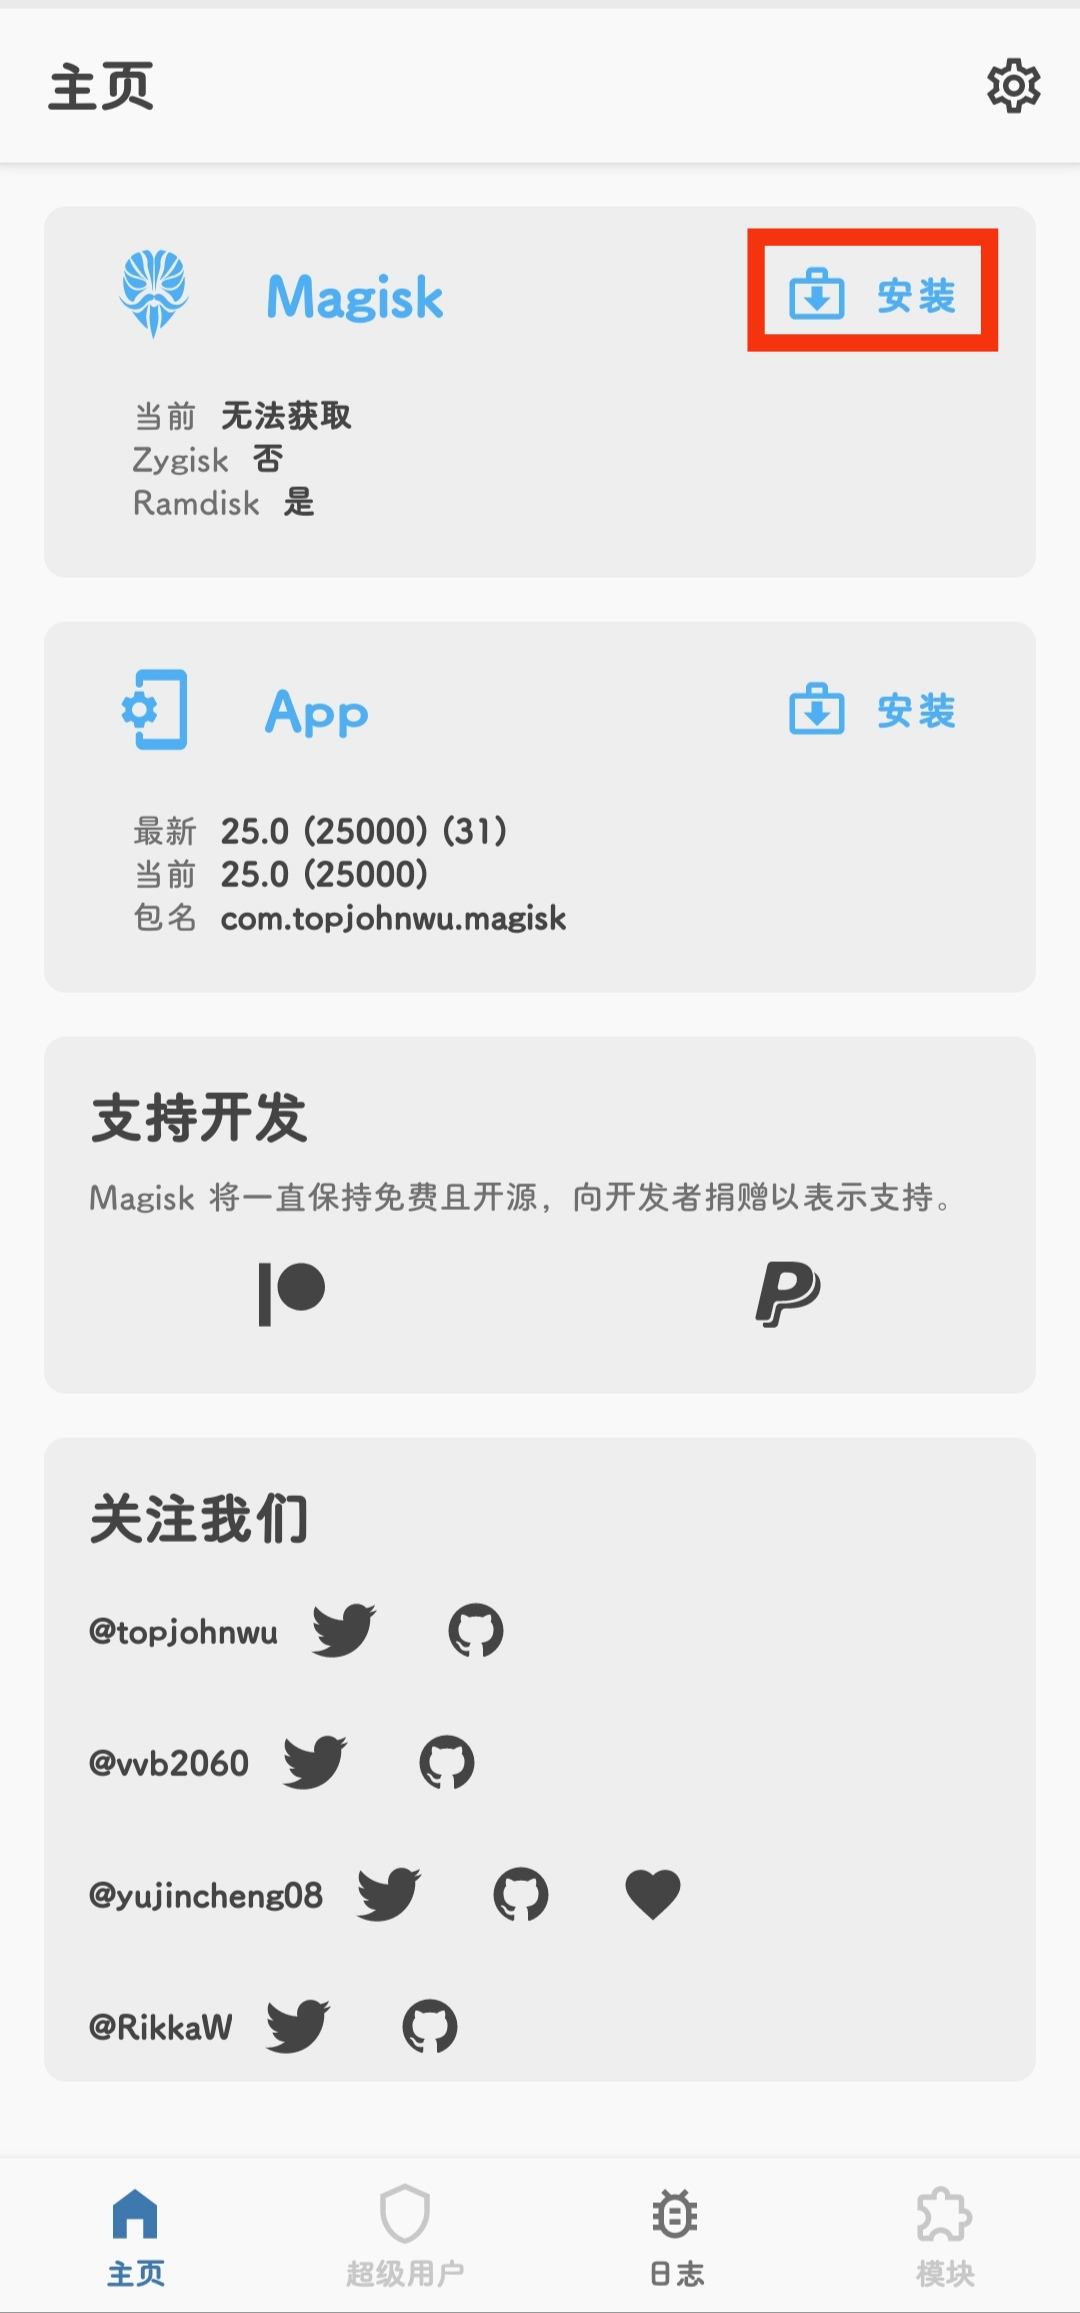 主页
Magisk
安装
当前 无法获取
Zygisk 否
Ramdisk 是
App
安装
最新 25.0 (25000) (31)
当前 25.0 (25000)
包名 com.topjohnwu.magisk
支持开发
Magisk 将一直保持免费且开源，向开发者捐赠以表示支持。
关注我们
@topjohnwu
@vvb2060
@yujincheng08
@RikkaW
主页
超级用户
日志
模块